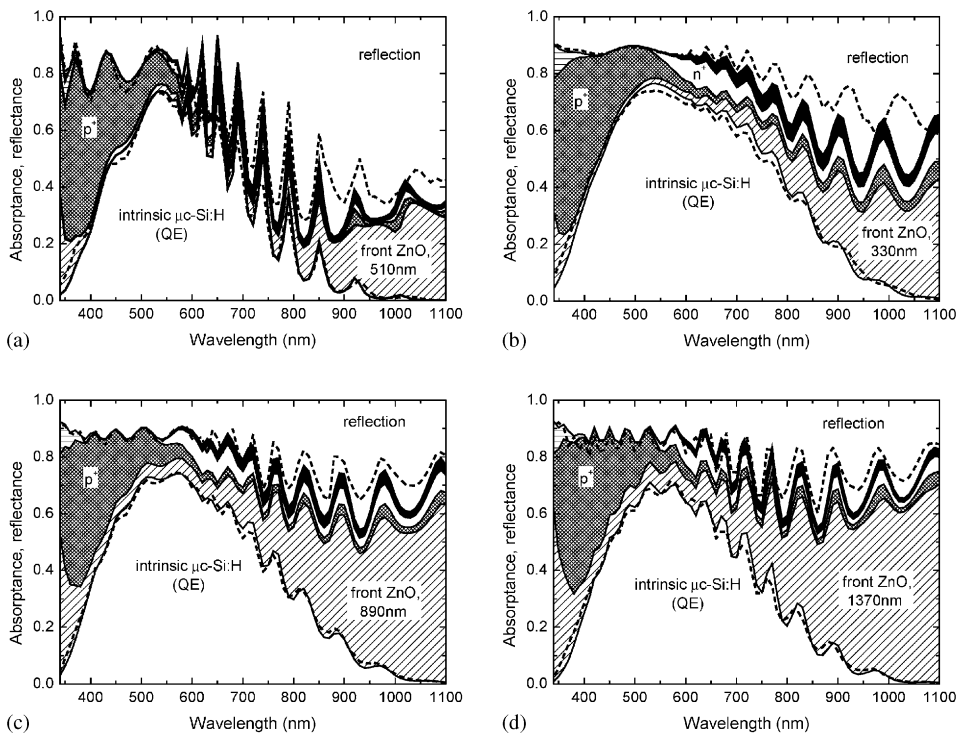 1.0
0.8
0.6
0.4
0.2
0.0
Absorptance, reflectance
reflection
p+
intrinsic μc-Si:H
(QE)
front ZnO,
510nm
400 500 600 700 800 900 1000 1100
Wavelength (nm)
(a)
1.0
0.8
0.6
0.4
0.2
0.0
Absorptance, reflectance
reflection
n+
p+
intrinsic μc-Si:H
(QE)
front ZnO,
330nm
400 500 600 700 800 900 1000 1100
Wavelength (nm)
(b)
1.0
0.8
0.6
0.4
0.2
0.0
Absorptance, reflectance
reflection
p+
intrinsic μc-Si:H
(QE)
front ZnO,
890nm
400 500 600 700 800 900 1000 1100
Wavelength (nm)
(c)
1.0
0.8
0.6
0.4
0.2
0.0
Absorptance, reflectance
reflection
p+
intrinsic μc-Si:H
(QE)
front ZnO,
1370nm
400 500 600 700 800 900 1000 1100
Wavelength (nm)
(d)